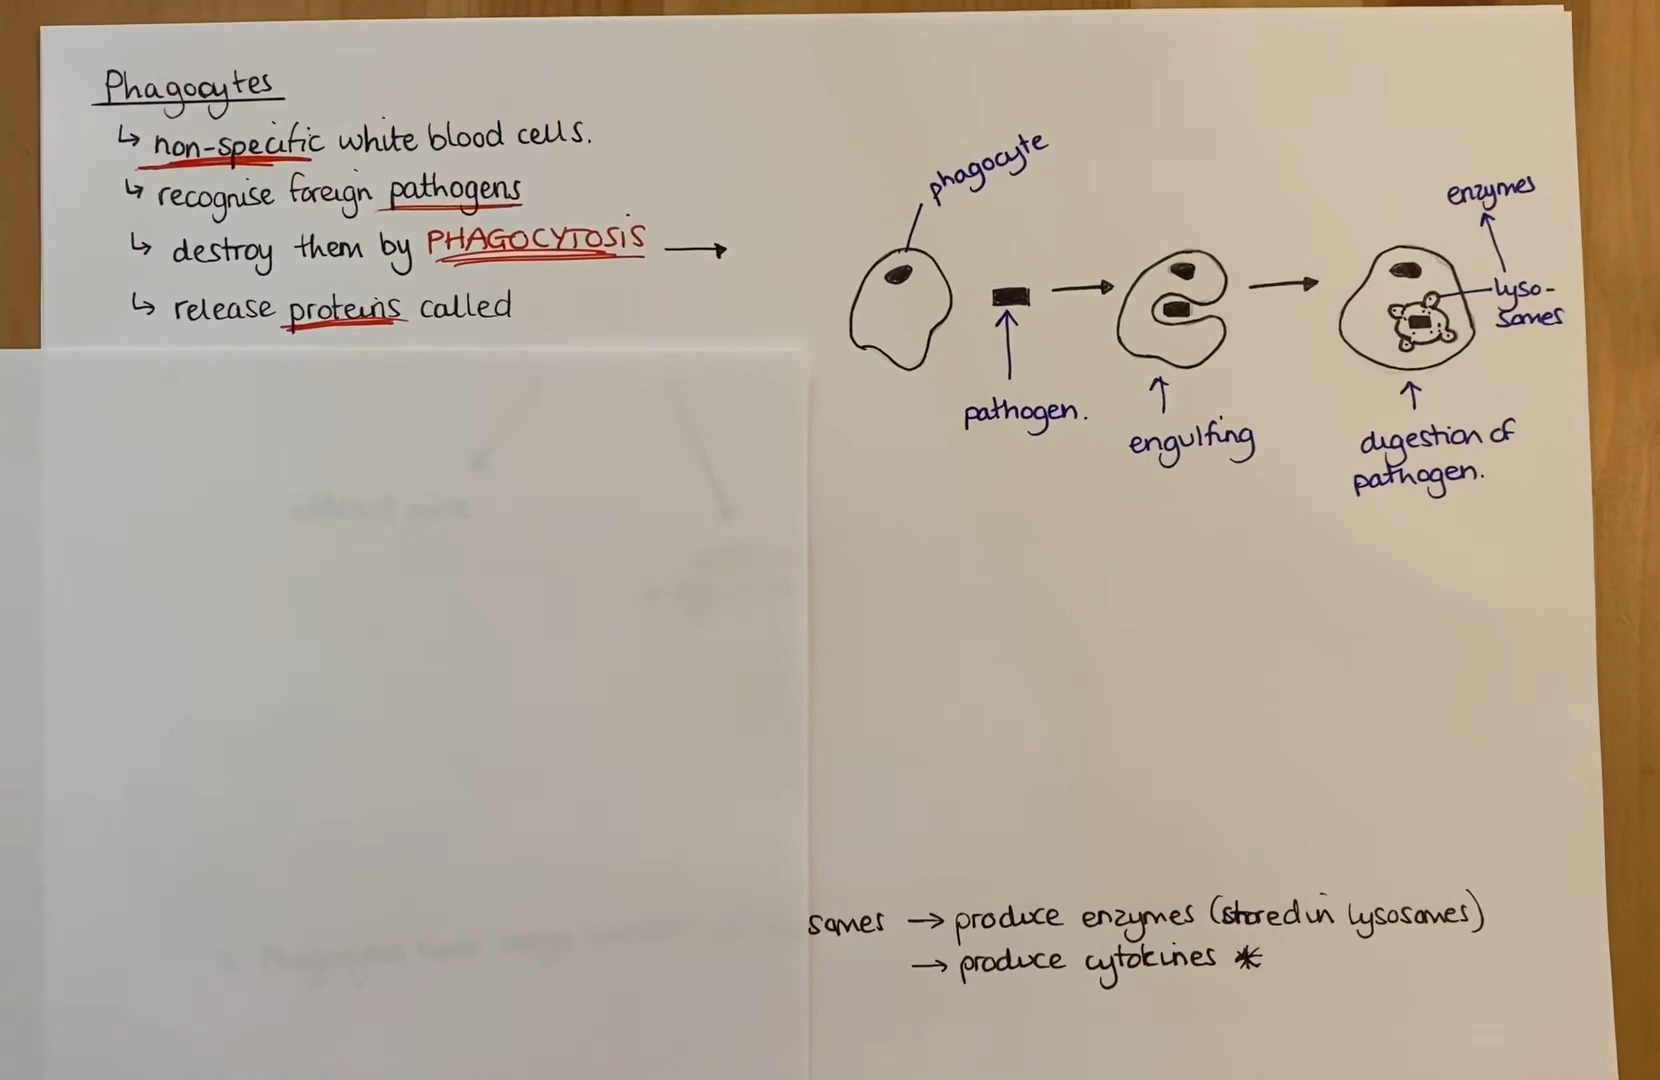 Phagocytes
↳ non-specific white blood cells.
↳ recognise foreign pathogens
↳ destroy them by PHAGOCYTOSIS →
↳ release proteins called
phagocyte
pathogen.
engulfing
enzymes
lyso-
somes
digestion of
pathogen.
somes → produce enzymes (stored in lysosomes)
→ produce cytokines *